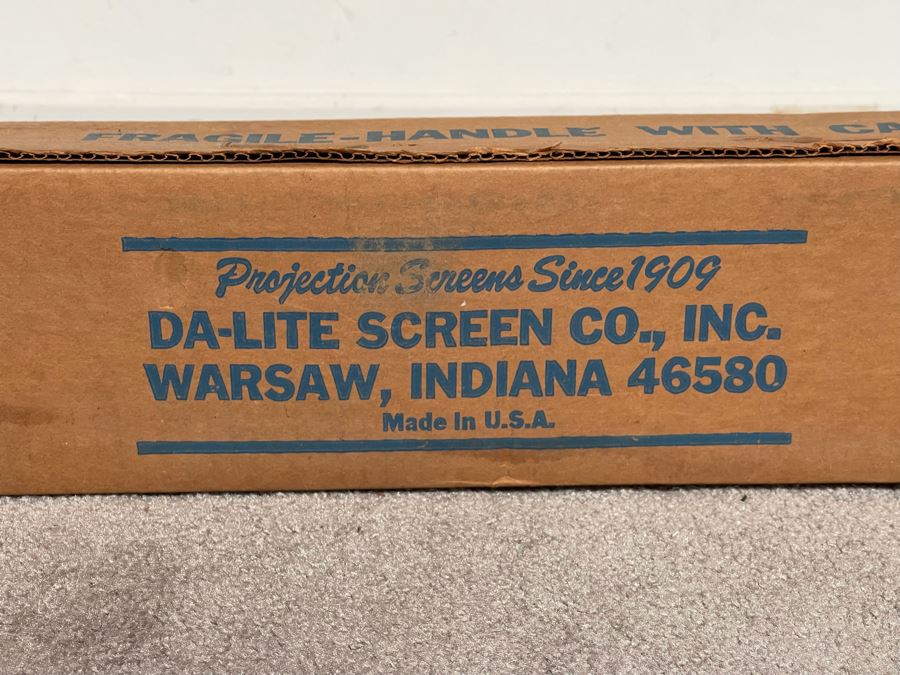 FRAGILE-HANDLE WITH
Projection Screens Since 1909
DA-LITE SCREEN CO., INC.
WARSAW, INDIANA 46580
Made In U.S.A.